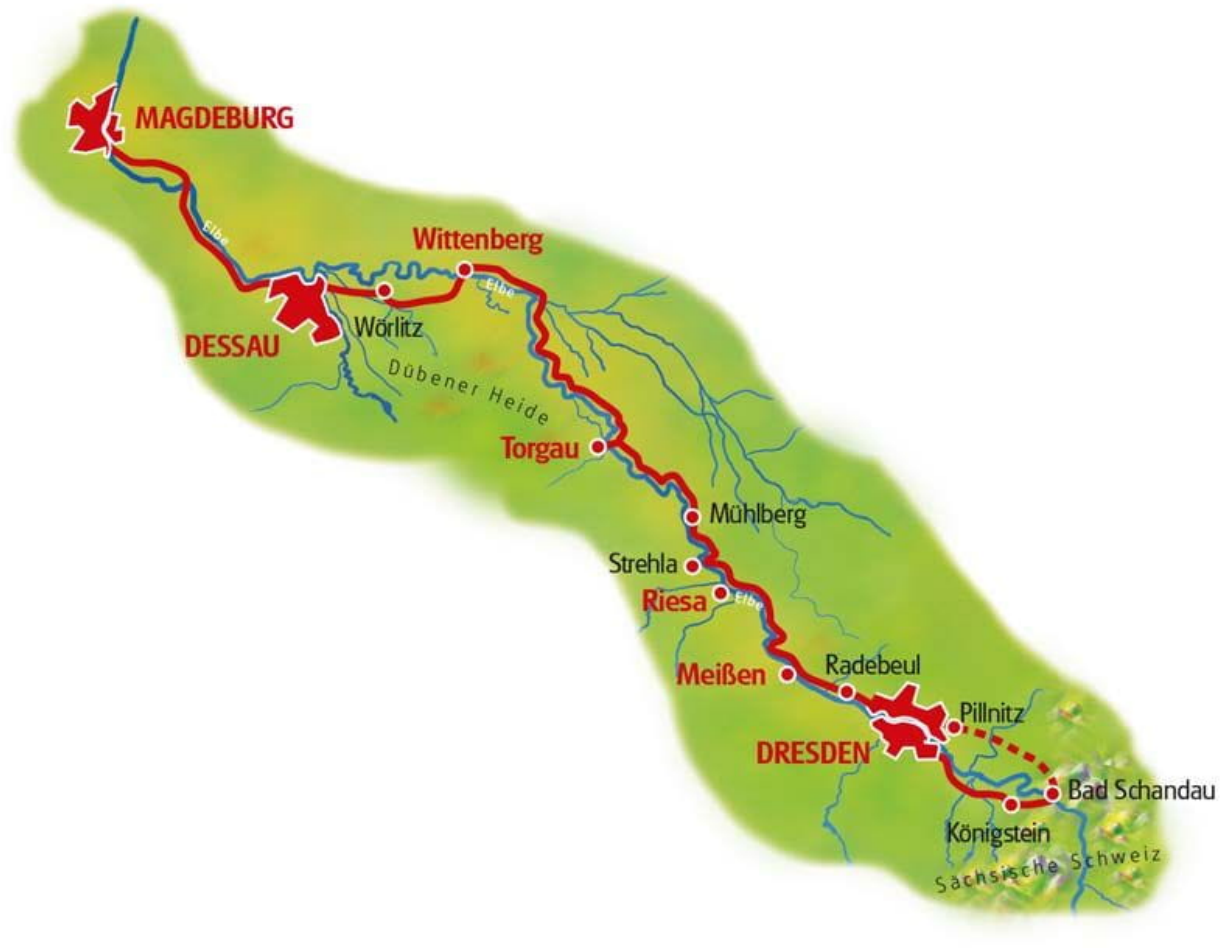 MAGDEBURG
Elbe
Wittenberg
Elbe
Wörlitz
DESSAU
Dübener Heide
Torgau
Mühlberg
Strehla
Riesa
Elbe
Meißen
Radebeul
Pillnitz
DRESDEN
Bad Schandau
Königstein
Sächsische Schweiz